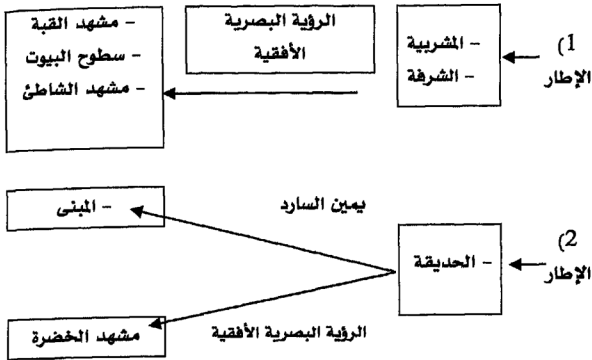 1)
الإطار
– المشربية
– الشرفة
الرؤية البصرية
الأفقية
– مشهد القبة
– سطوح البيوت
– مشهد الشاطئ
2)
الإطار
– الحديقة
يمين السارد
– المبنى
الرؤية البصرية الأفقية
مشهد الخضرة